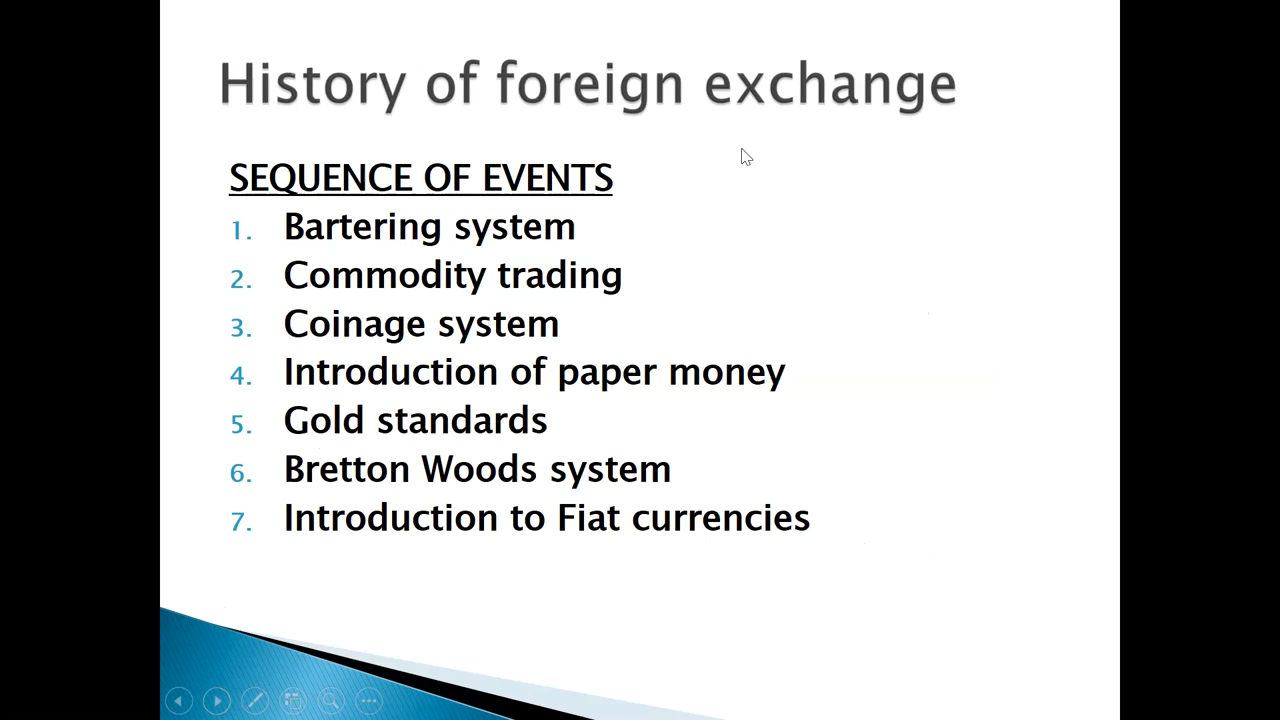 History of foreign exchange
SEQUENCE OF EVENTS
1. Bartering system
2. Commodity trading
3. Coinage system
4. Introduction of paper money
5. Gold standards
6. Bretton Woods system
7. Introduction to Fiat currencies